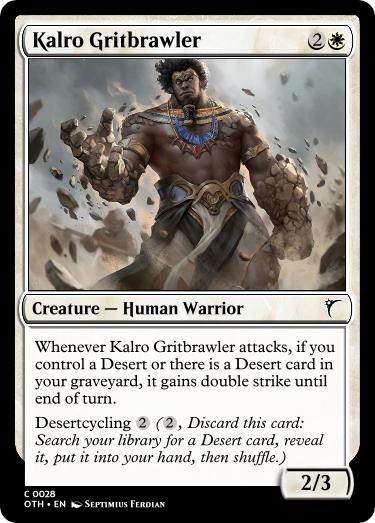 Kalro Gritbrawler 2
Creature — Human Warrior
Whenever Kalro Gritbrawler attacks, if you
control a Desert or there is a Desert card in
your graveyard, it gains double strike until
end of turn.
Desertcycling 2 (2, Discard this card:
Search your library for a Desert card, reveal
it, put it into your hand, then shuffle.)
2/3
C 0028
OTH • EN Septimius Ferdian